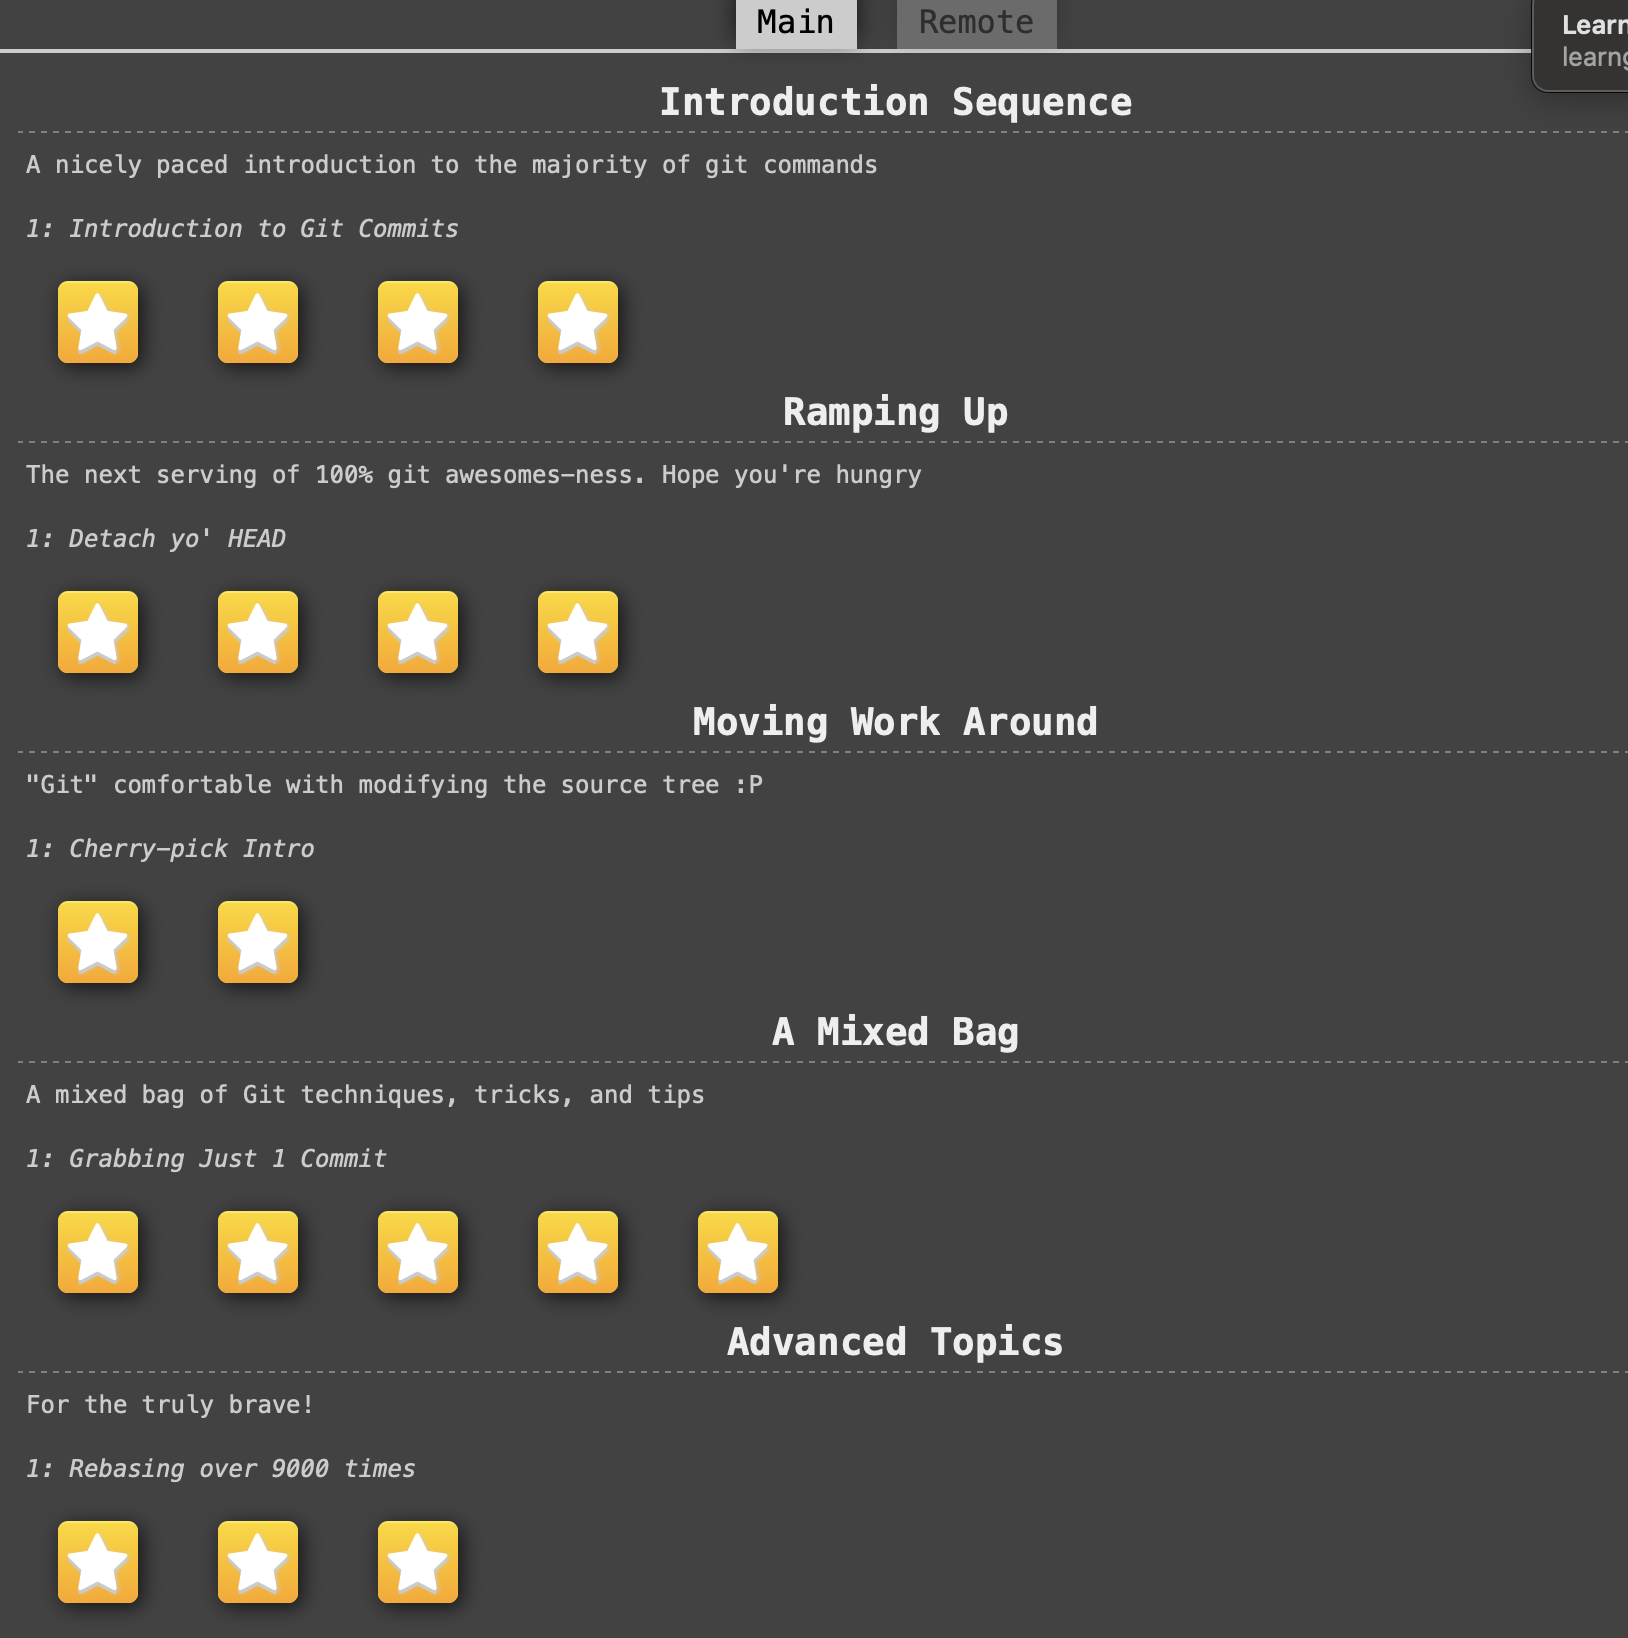 Main
Remote
Learn
learng
Introduction Sequence
A nicely paced introduction to the majority of git commands
1: Introduction to Git Commits
Ramping Up
The next serving of 100% git awesomes-ness. Hope you're hungry
1: Detach yo' HEAD
Moving Work Around
"Git" comfortable with modifying the source tree :P
1: Cherry-pick Intro
A Mixed Bag
A mixed bag of Git techniques, tricks, and tips
1: Grabbing Just 1 Commit
Advanced Topics
For the truly brave!
1: Rebasing over 9000 times